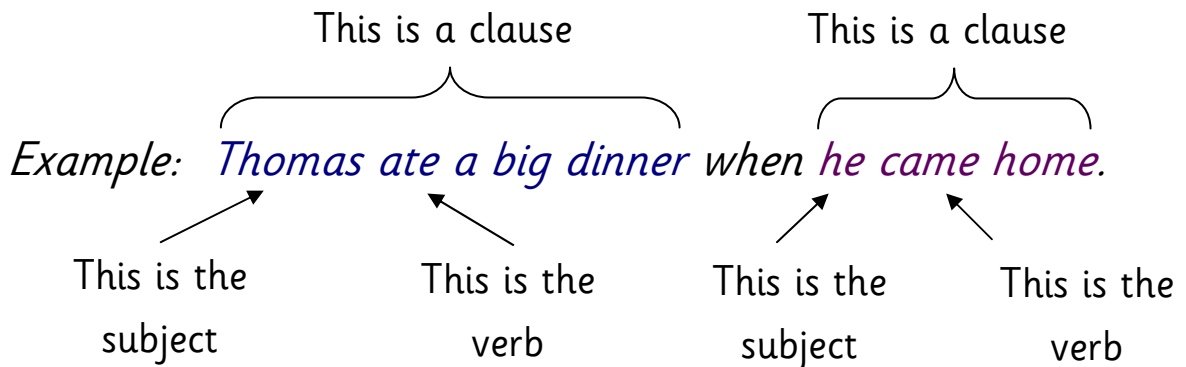 This is a clause This is a clause
Example: Thomas ate a big dinner when he came home.
This is the This is the This is the This is the
subject verb subject verb